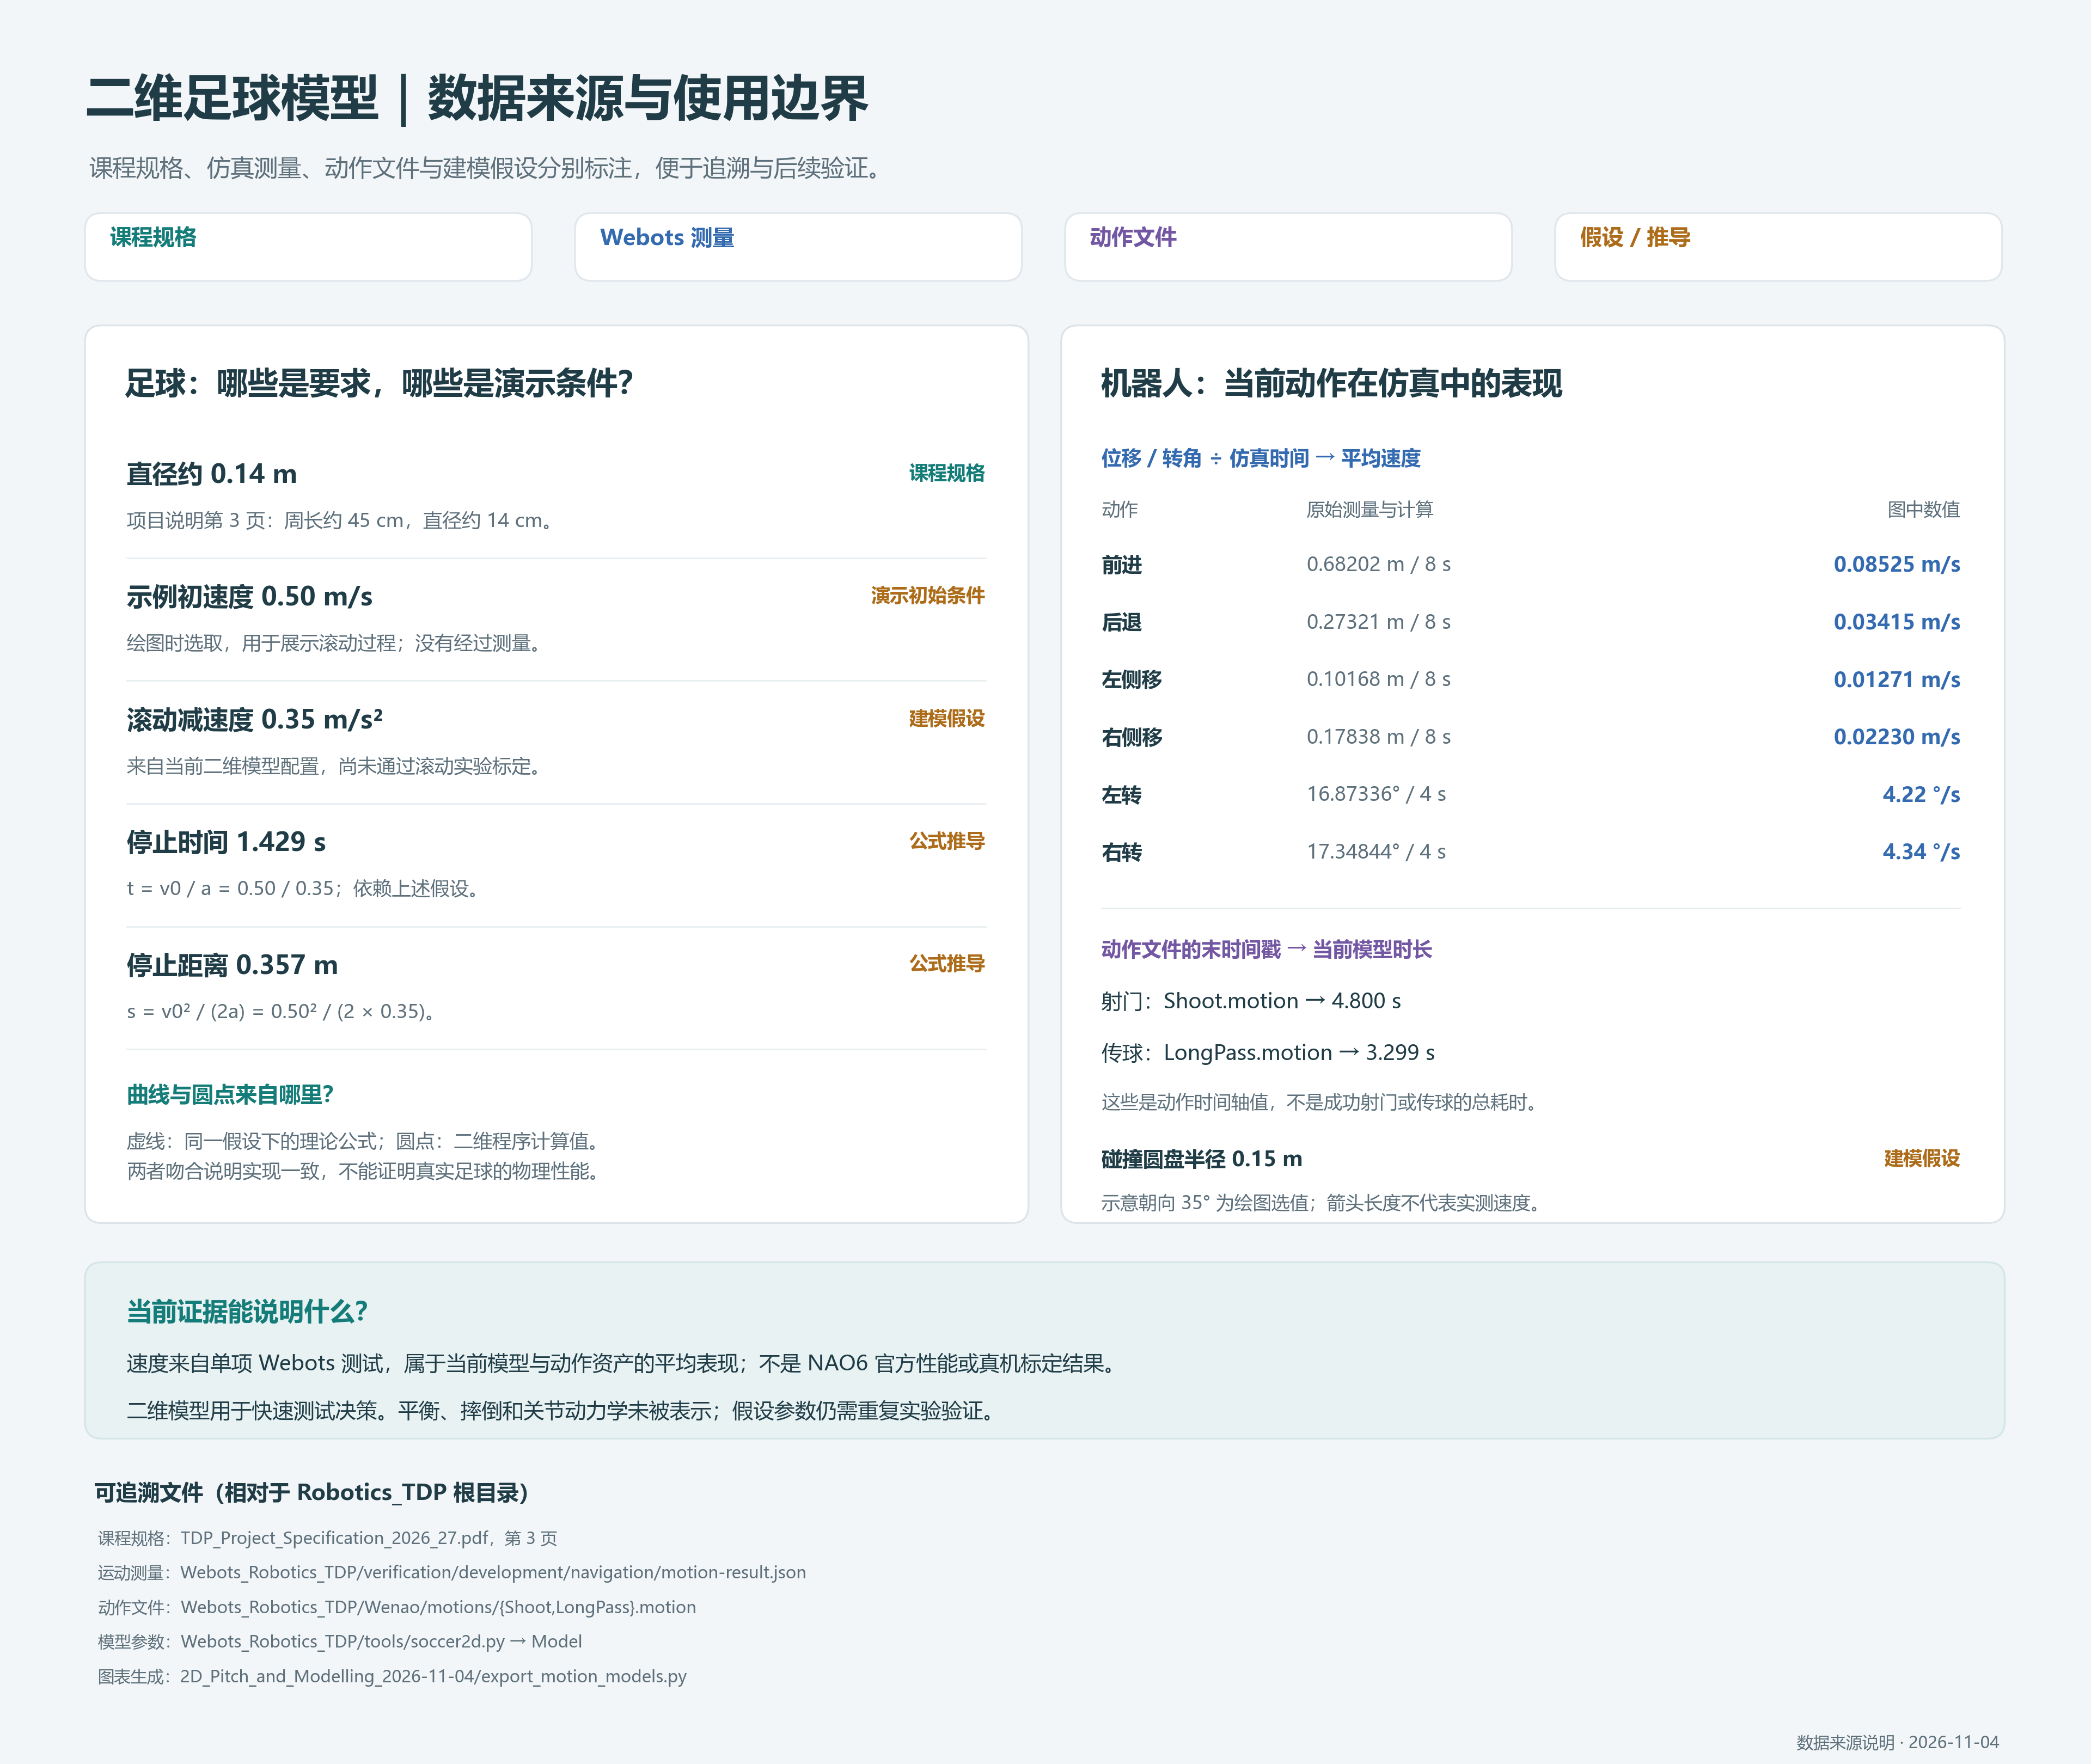 二维足球模型｜数据来源与使用边界
课程规格、仿真测量、动作文件与建模假设分别标注，便于追溯与后续验证。
课程规格
Webots 测量
动作文件
假设 / 推导
足球：哪些是要求，哪些是演示条件？
直径约 0.14 m
课程规格
项目说明第 3 页：周长约 45 cm，直径约 14 cm。
示例初速度 0.50 m/s
演示初始条件
绘图时选取，用于展示滚动过程；没有经过测量。
滚动减速度 0.35 m/s²
建模假设
来自当前二维模型配置，尚未通过滚动实验标定。
停止时间 1.429 s
公式推导
t = v0 / a = 0.50 / 0.35；依赖上述假设。
停止距离 0.357 m
公式推导
s = v0² / (2a) = 0.50² / (2 × 0.35)。
曲线与圆点来自哪里？
虚线：同一假设下的理论公式；圆点：二维程序计算值。
两者吻合说明实现一致，不能证明真实足球的物理性能。
机器人：当前动作在仿真中的表现
位移 / 转角 ÷ 仿真时间 → 平均速度
动作 原始测量与计算 图中数值
前进 0.68202 m / 8 s 0.08525 m/s
后退 0.27321 m / 8 s 0.03415 m/s
左侧移 0.10168 m / 8 s 0.01271 m/s
右侧移 0.17838 m / 8 s 0.02230 m/s
左转 16.87336° / 4 s 4.22 °/s
右转 17.34844° / 4 s 4.34 °/s
动作文件的末时间戳 → 当前模型时长
射门：Shoot.motion → 4.800 s
传球：LongPass.motion → 3.299 s
这些是动作时间轴值，不是成功射门或传球的总耗时。
碰撞圆盘半径 0.15 m
建模假设
示意朝向 35° 为绘图选值；箭头长度不代表实测速度。
当前证据能说明什么？
速度来自单项 Webots 测试，属于当前模型与动作资产的平均表现；不是 NAO6 官方性能或真机标定结果。
二维模型用于快速测试决策。平衡、摔倒和关节动力学未被表示；假设参数仍需重复实验验证。
可追溯文件（相对于 Robotics_TDP 根目录）
课程规格：TDP_Project_Specification_2026_27.pdf，第 3 页
运动测量：Webots_Robotics_TDP/verification/development/navigation/motion-result.json
动作文件：Webots_Robotics_TDP/Wenao/motions/{Shoot,LongPass}.motion
模型参数：Webots_Robotics_TDP/tools/soccer2d.py → Model
图表生成：2D_Pitch_and_Modelling_2026-11-04/export_motion_models.py
数据来源说明 · 2026-11-04